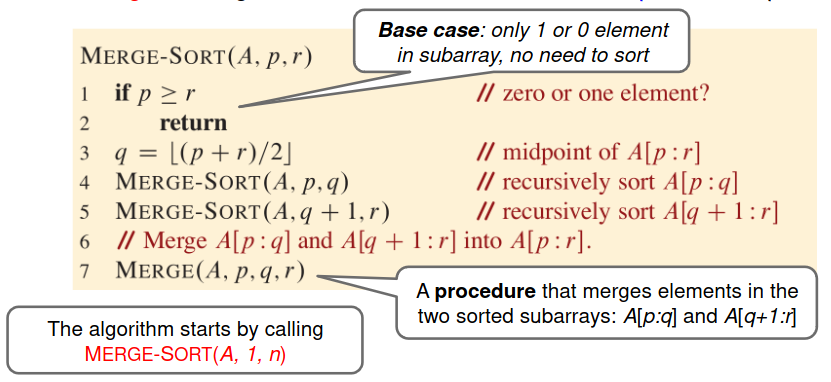 Base case: only 1 or 0 element
in subarray, no need to sort
MERGE-SORT(A, p, r)
1 if p ≥ r // zero or one element?
2 return
3 q = ⌊(p + r)/2⌋ // midpoint of A[p : r]
4 MERGE-SORT(A, p, q) // recursively sort A[p : q]
5 MERGE-SORT(A, q + 1, r) // recursively sort A[q + 1 : r]
6 // Merge A[p : q] and A[q + 1 : r] into A[p : r].
7 MERGE(A, p, q, r)
A procedure that merges elements in the
two sorted subarrays: A[p:q] and A[q+1:r]
The algorithm starts by calling
MERGE-SORT(A, 1, n)